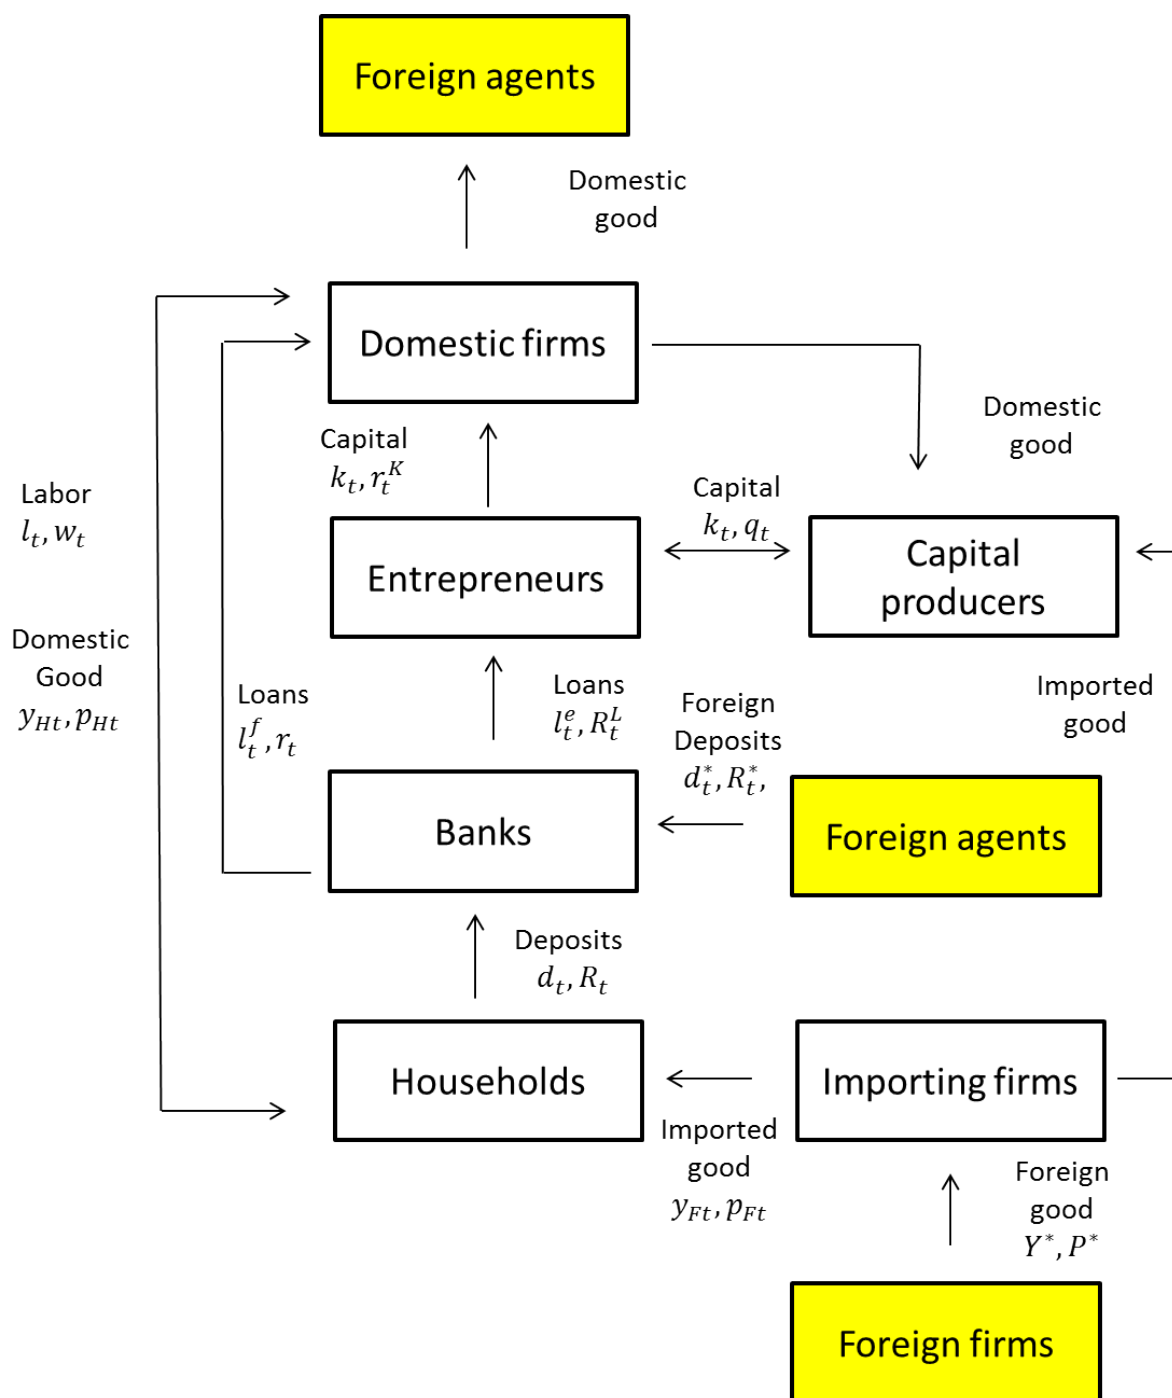 Foreign agents
Domestic
good
Domestic firms
Domestic
good
Capital
k_t, r_t^K
Labor
l_t, w_t
Capital
k_t, q_t
Entrepreneurs
Capital
producers
Domestic
Good
y_{Ht}, p_{Ht}
Loans
l_t^f, r_t
Loans
l_t^e, R_t^L
Foreign
Deposits
d_t^*, R_t^*,
Imported
good
Banks
Foreign agents
Deposits
d_t, R_t
Households
Importing firms
Imported
good
y_{Ft}, p_{Ft}
Foreign
good
Y^*, P^*
Foreign firms